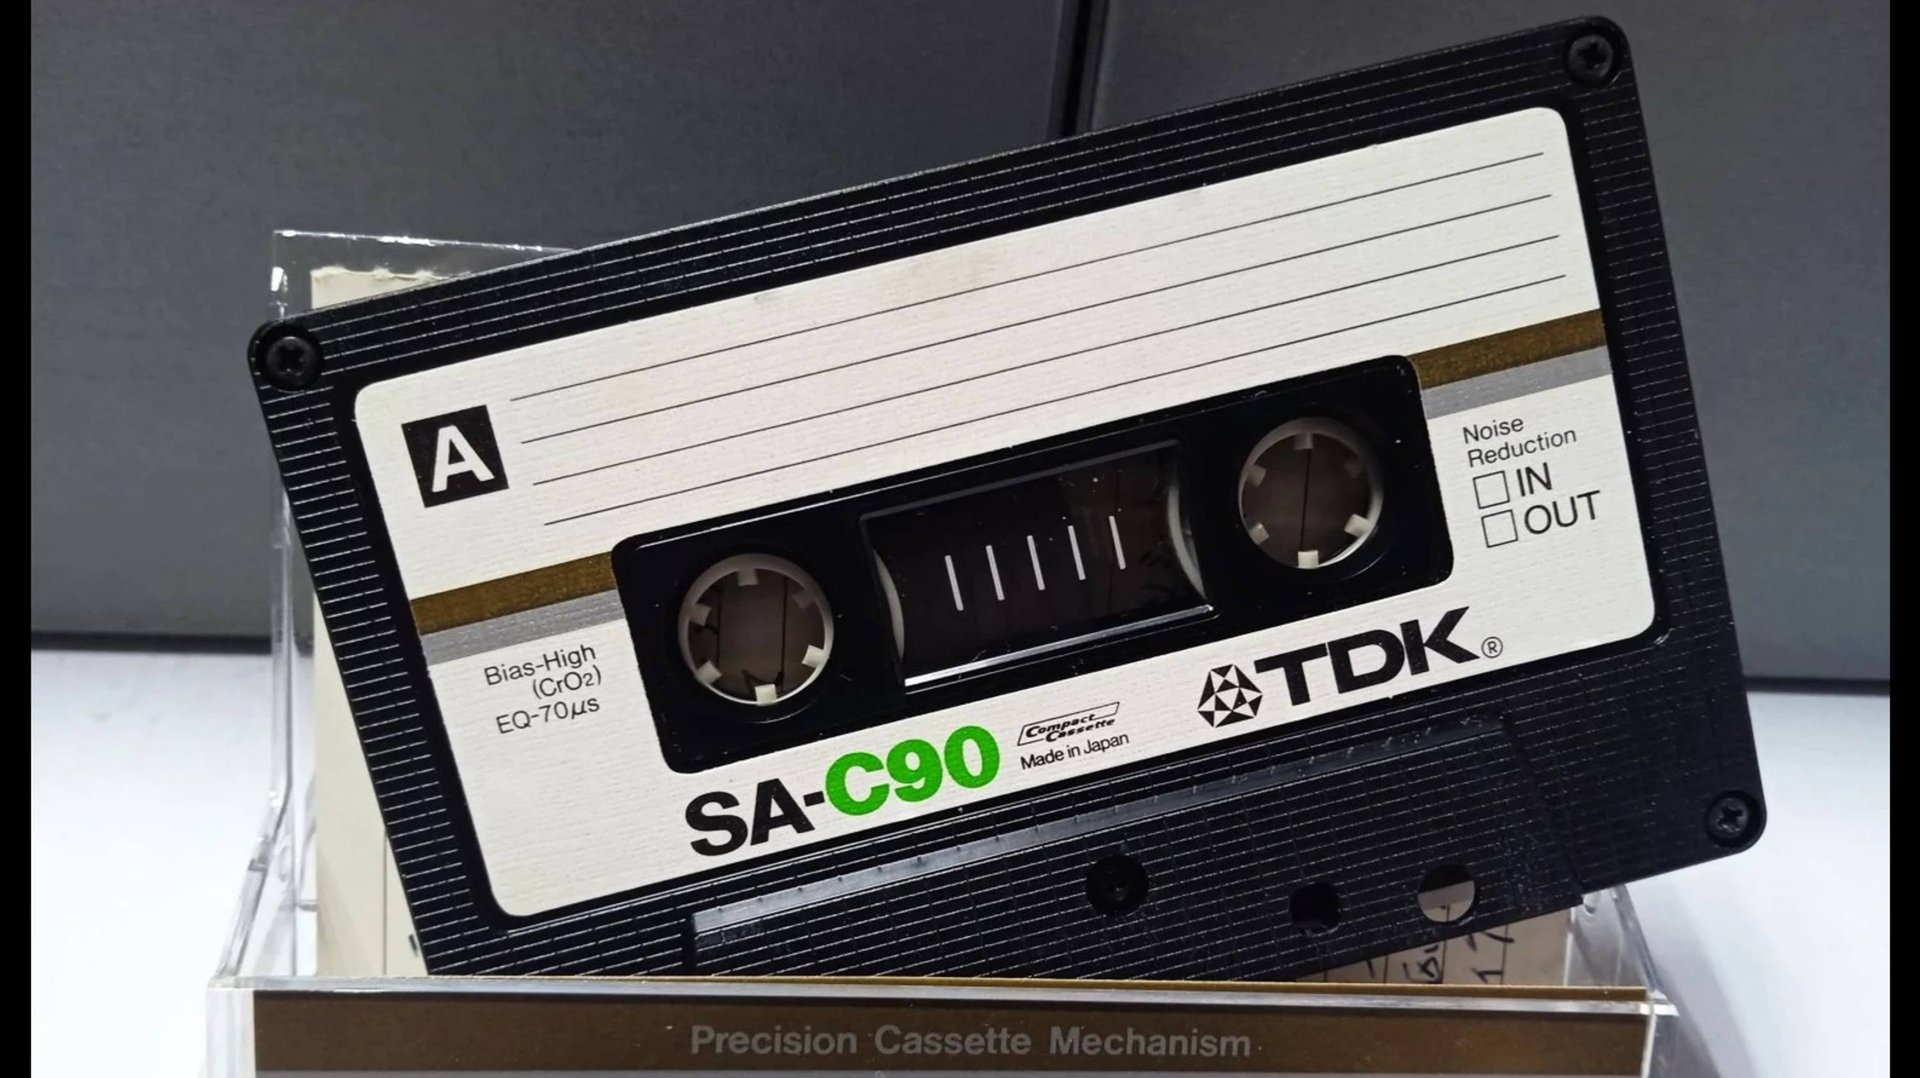 A
Noise
Reduction
IN
OUT
Bias-High
(CrO2)
EQ-70μs
SA-C90
Compact
Cassette
Made in Japan
TDK®
Precision Cassette Mechanism